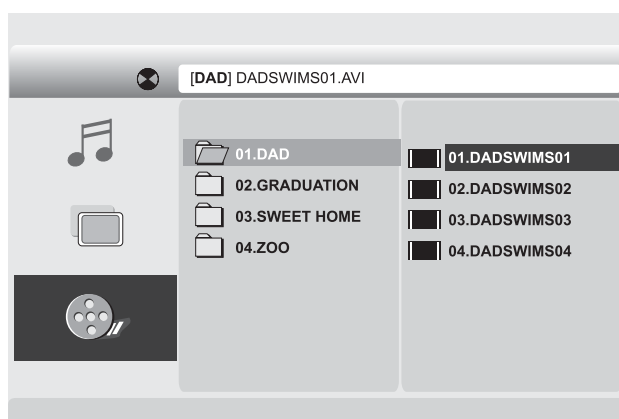 [DAD] DADSWIMS01.AVI
01.DAD
02.GRADUATION
03.SWEET HOME
04.ZOO
01.DADSWIMS01
02.DADSWIMS02
03.DADSWIMS03
04.DADSWIMS04